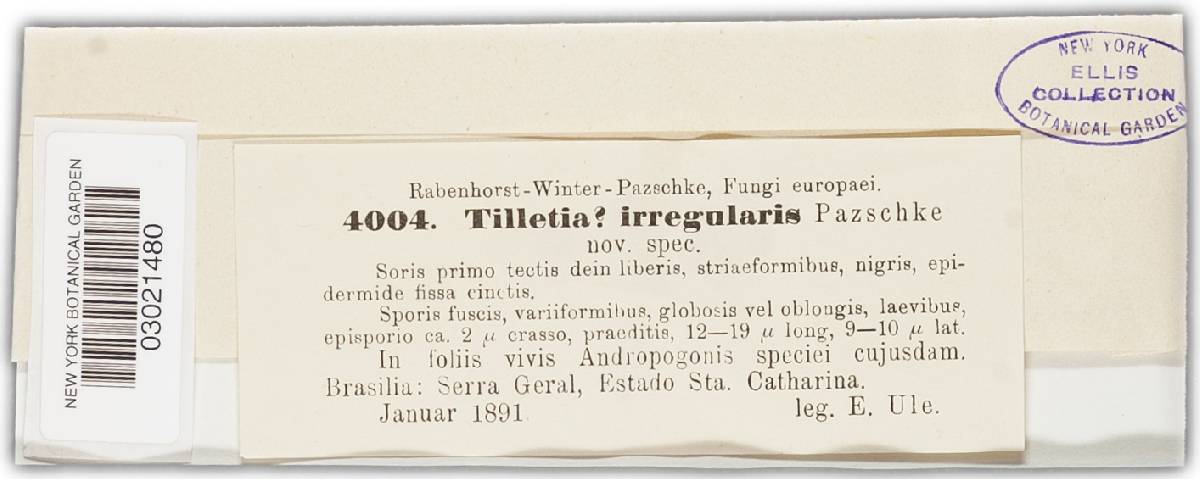 NEW YORK
ELLIS
COLLECTION
BOTANICAL GARDEN
NEW YORK BOTANICAL GARDEN
03021480
Rabenhorst-Winter-Pazschke, Fungi europaei.
4004. Tilletia? irregularis Pazschke
nov. spec.
Soris primo tectis dein liberis, striaeformibus, nigris, epi-
dermide fissa cinctis.
Sporis fuscis, variiformibus, globosis vel oblongis, laevibus,
episporio ca. 2 μ crasso, praeditis, 12—19 μ long, 9—10 μ lat.
In foliis vivis Andropogonis speciei cujusdam.
Brasilia: Serra Geral, Estado Sta. Catharina.
Januar 1891. leg. E. Ule.